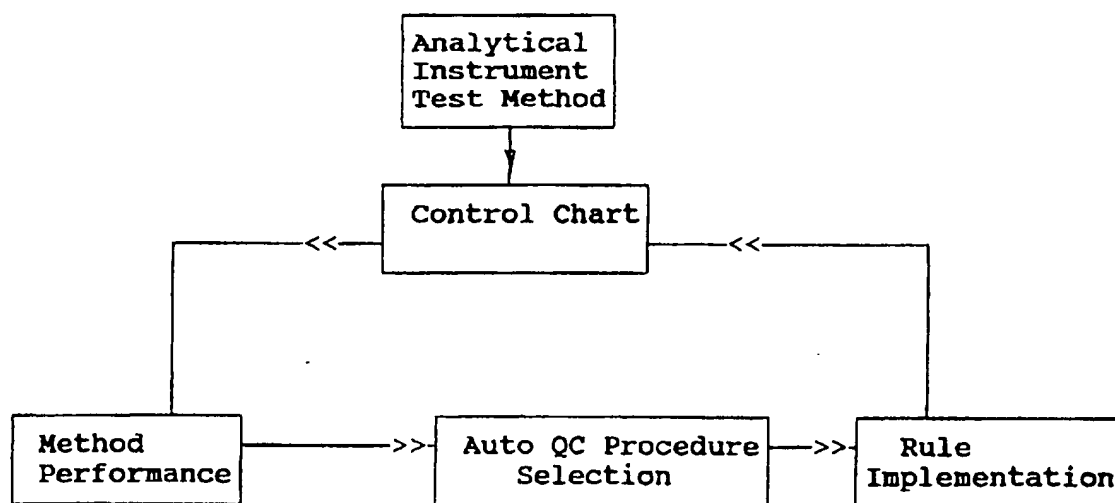 Analytical
Instrument
Test Method
Control Chart
<<
<<
Method
Performance
>>
Auto QC Procedure
Selection
>>
Rule
Implementation